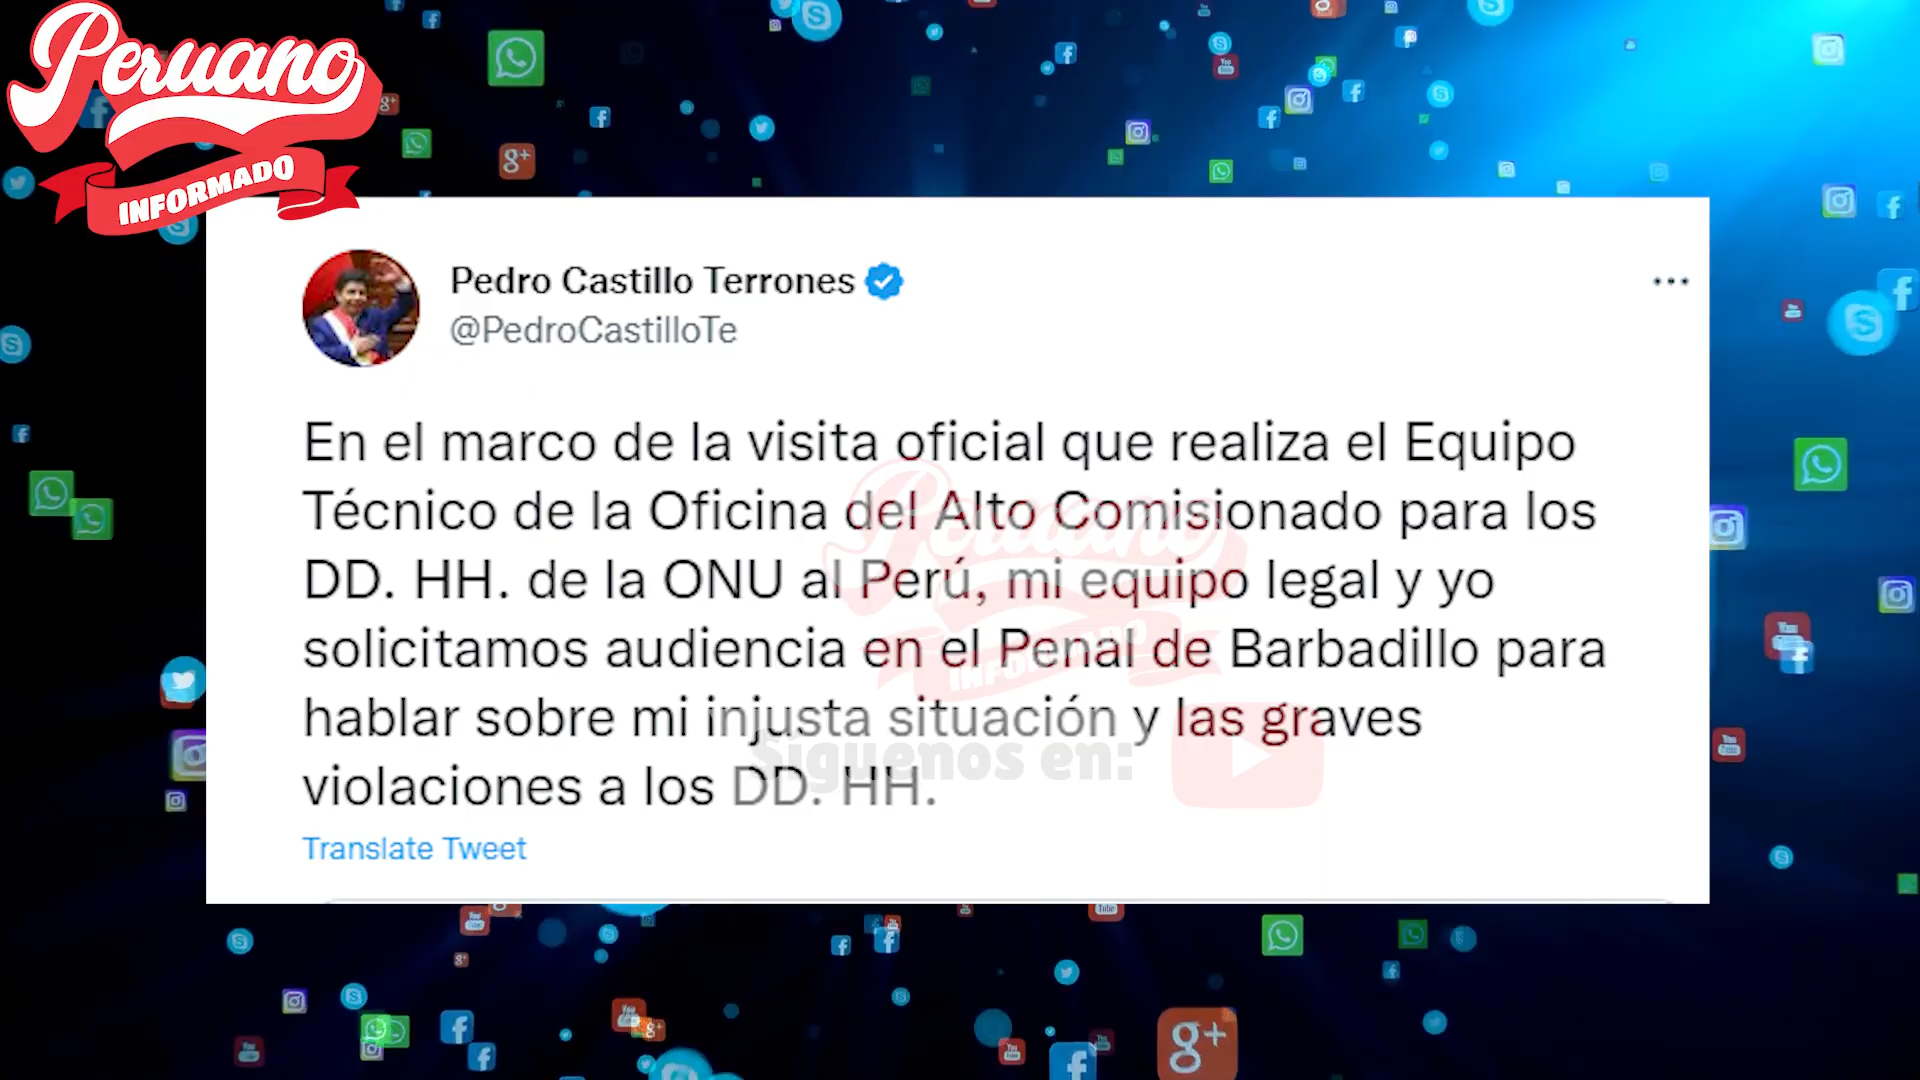 Peruano
INFORMADO
Pedro Castillo Terrones
@PedroCastilloTe
En el marco de la visita oficial que realiza el Equipo
Técnico de la Oficina del Alto Comisionado para los
DD. HH. de la ONU al Perú, mi equipo legal y yo
solicitamos audiencia en el Penal de Barbadillo para
hablar sobre mi injusta situación y las graves
violaciones a los DD. HH.
Translate Tweet
Peruano
INFORMADO
Síguenos en: